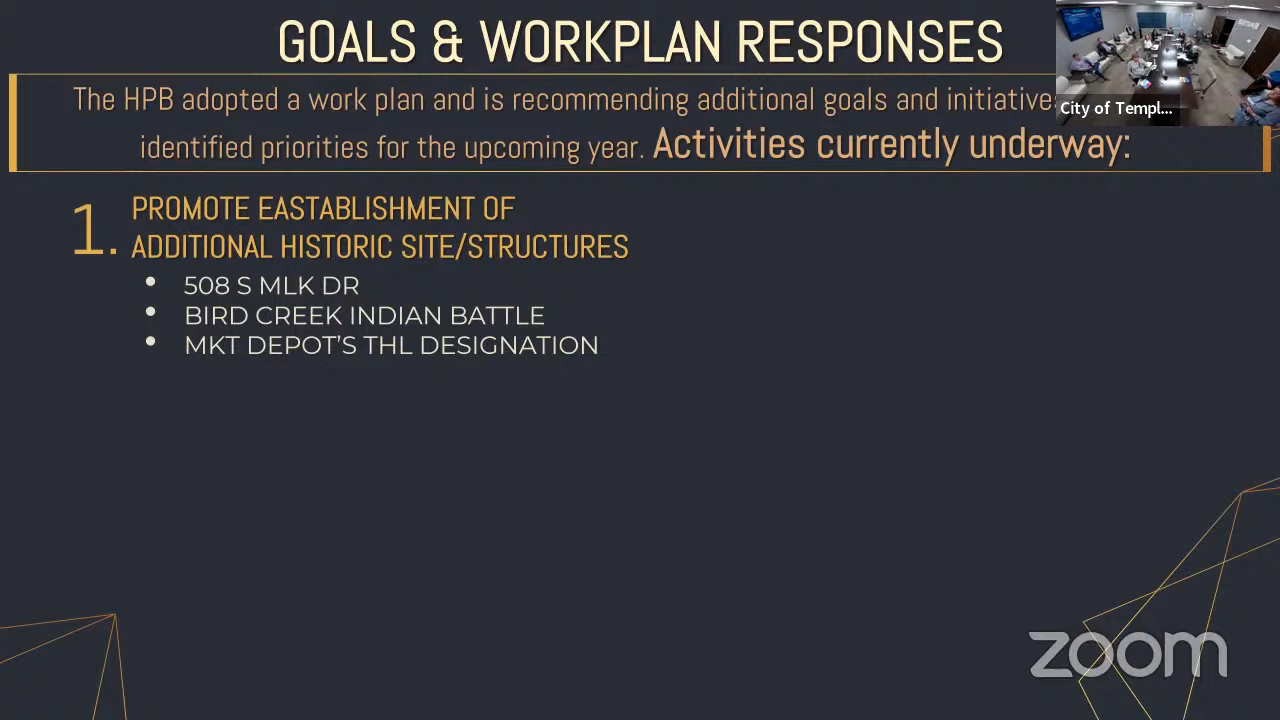 GOALS & WORKPLAN RESPONSES
The HPB adopted a work plan and is recommending additional goals and initiative
City of Templ...
identified priorities for the upcoming year. Activities currently underway:
1. PROMOTE EASTABLISHMENT OF
ADDITIONAL HISTORIC SITE/STRUCTURES
• 508 S MLK DR
• BIRD CREEK INDIAN BATTLE
• MKT DEPOT'S THL DESIGNATION
zoom